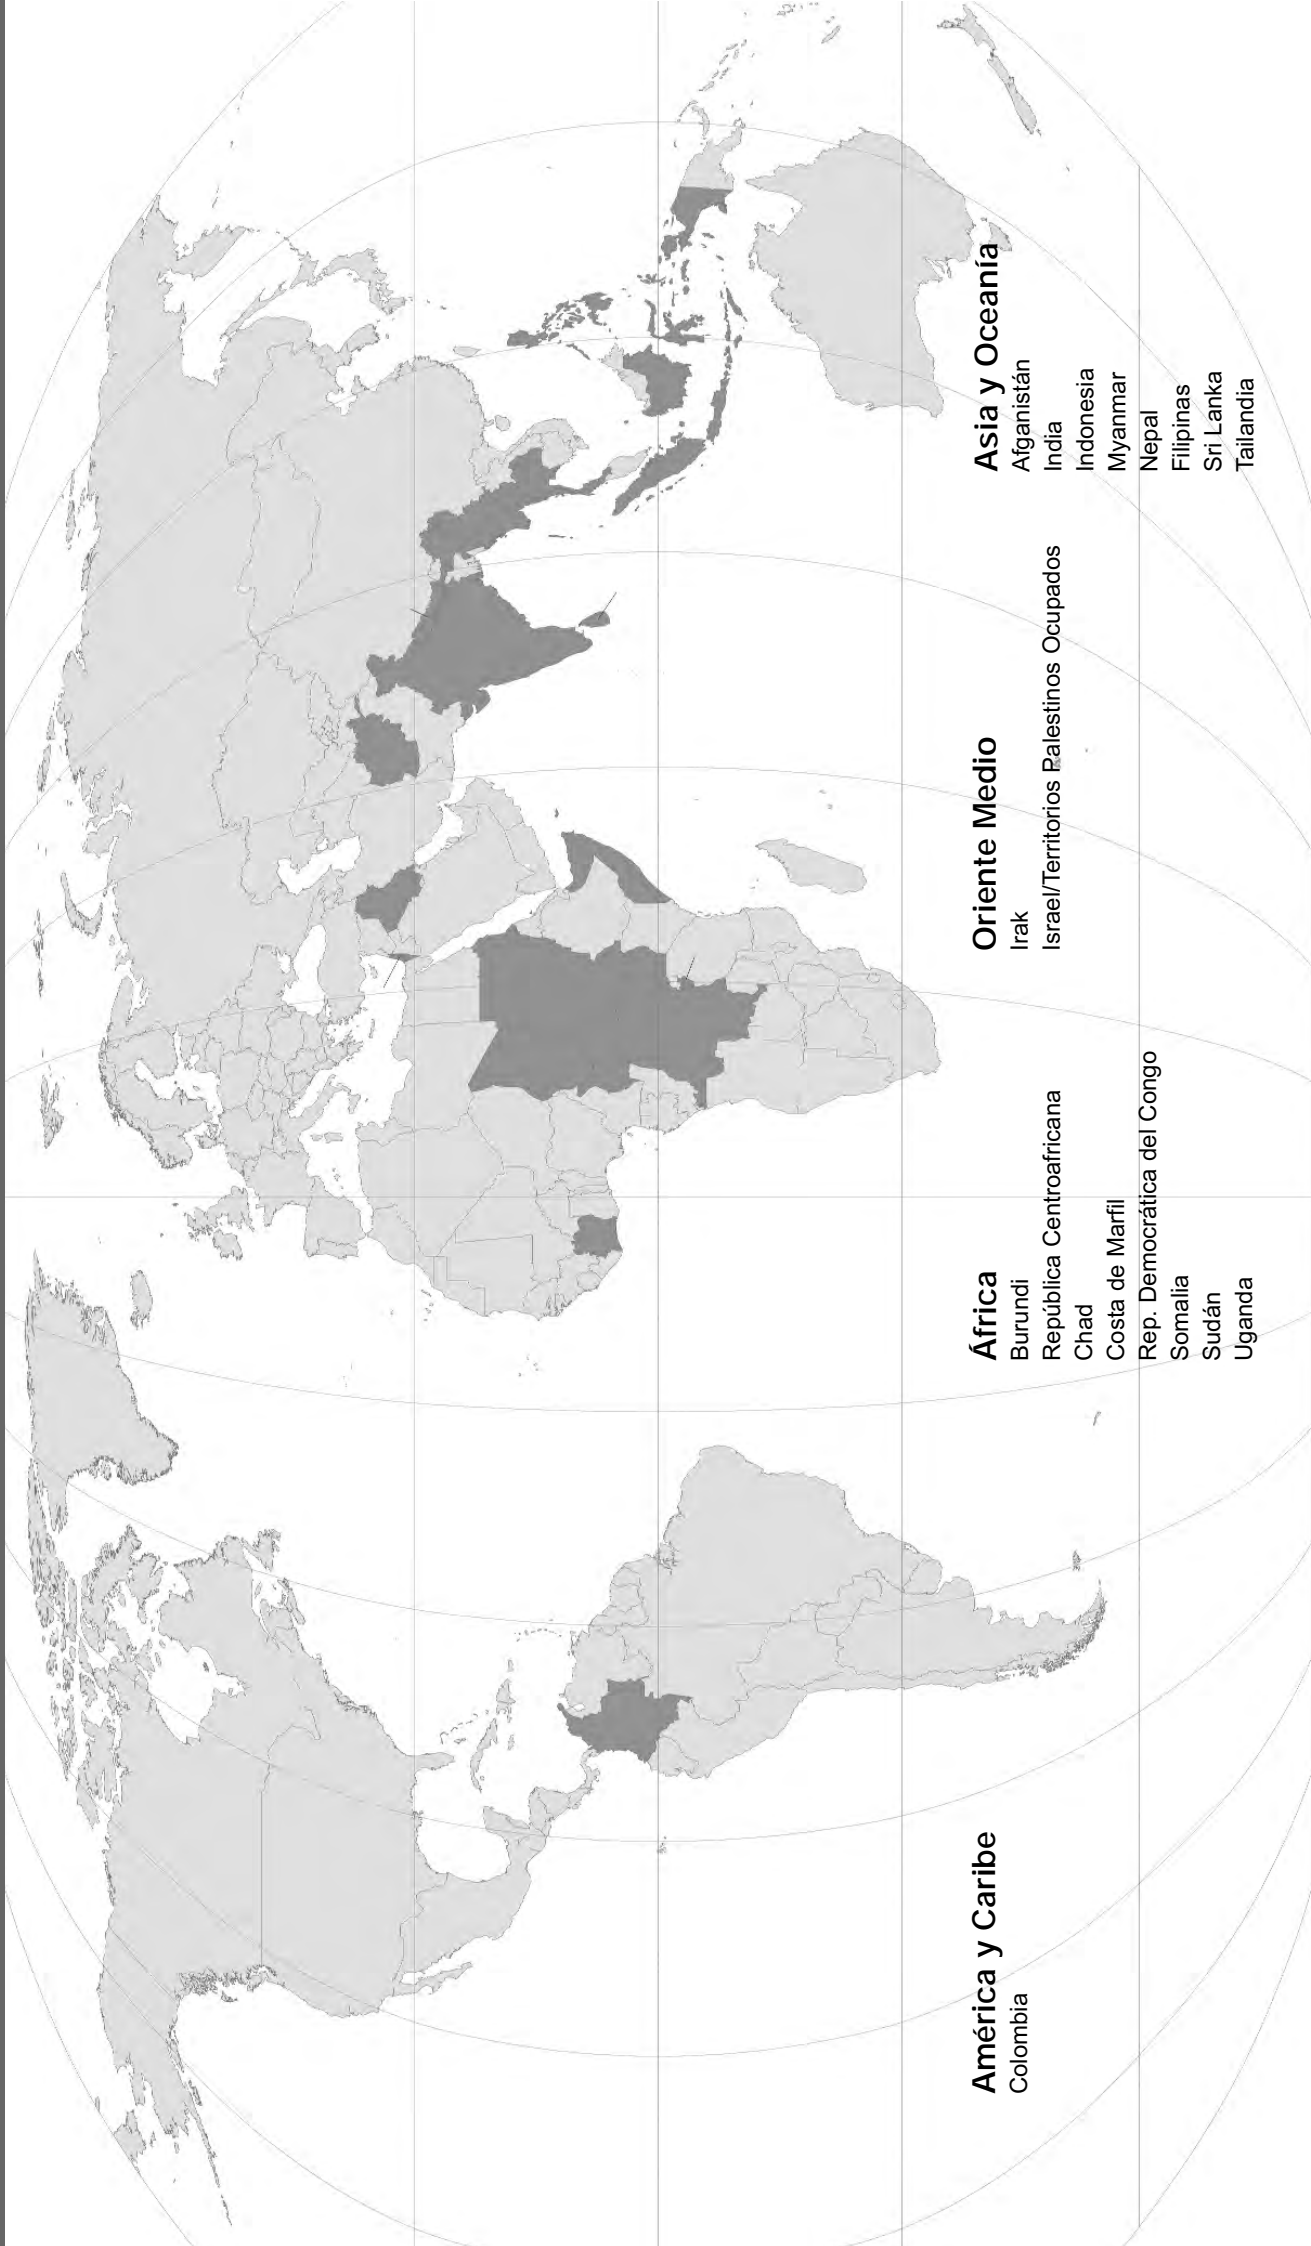 América y Caribe
Colombia
África
Burundi
República Centroafricana
Chad
Costa de Marfil
Rep. Democrática del Congo
Somalia
Sudán
Uganda
Oriente Medio
Irak
Israel/Territorios Palestinos Ocupados
Asia y Oceanía
Afganistán
India
Indonesia
Myanmar
Nepal
Filipinas
Sri Lanka
Tailandia